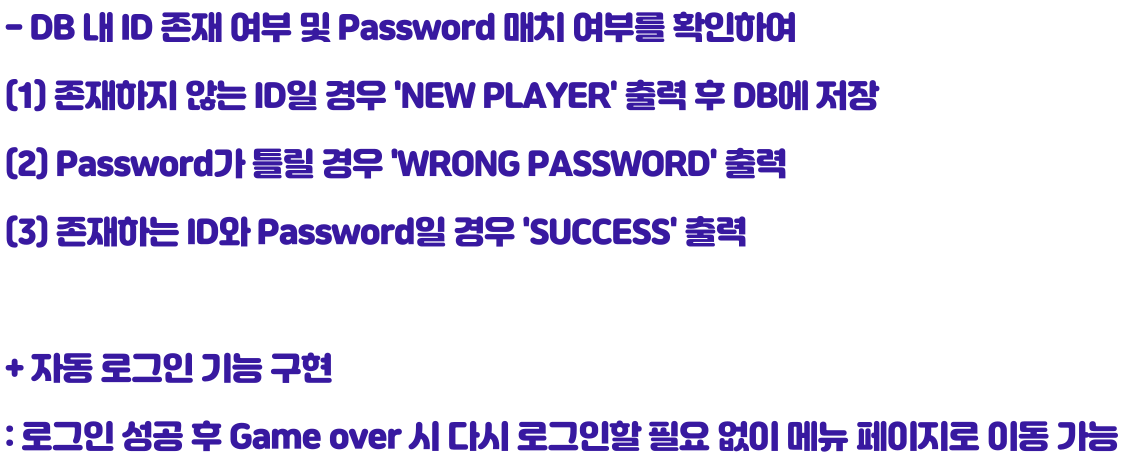 - DB 내 ID 존재 여부 및 Password 매치 여부를 확인하여
(1) 존재하지 않는 ID일 경우 'NEW PLAYER' 출력 후 DB에 저장
(2) Password가 틀릴 경우 'WRONG PASSWORD' 출력
(3) 존재하는 ID와 Password일 경우 'SUCCESS' 출력
+ 자동 로그인 기능 구현
: 로그인 성공 후 Game over 시 다시 로그인할 필요 없이 메뉴 페이지로 이동 가능